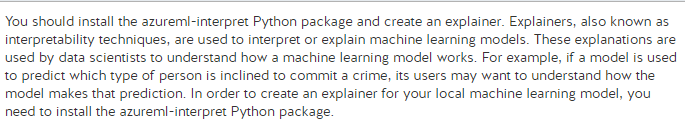 You should install the azureml-interpret Python package and create an explainer. Explainers, also known as
interpretability techniques, are used to interpret or explain machine learning models. These explanations are
used by data scientists to understand how a machine learning model works. For example, if a model is used
to predict which type of person is inclined to commit a crime, its users may want to understand how the
model makes that prediction. In order to create an explainer for your local machine learning model, you
need to install the azureml-interpret Python package.